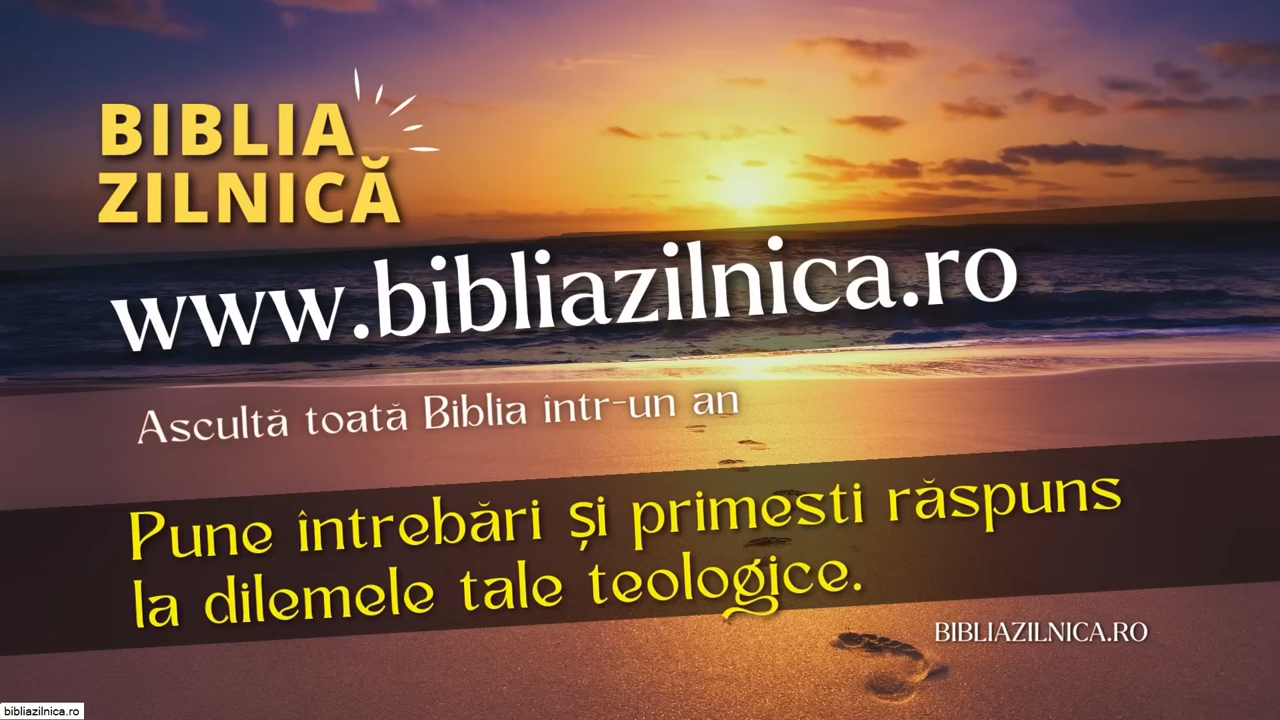 BIBLIA
ZILNICĂ
www.bibliazilnica.ro
Ascultă toată Biblia într-un an
Pune întrebări și primesti răspuns
la dilemele tale teologice.
BIBLIAZILNICA.RO
bibliazilnica.ro